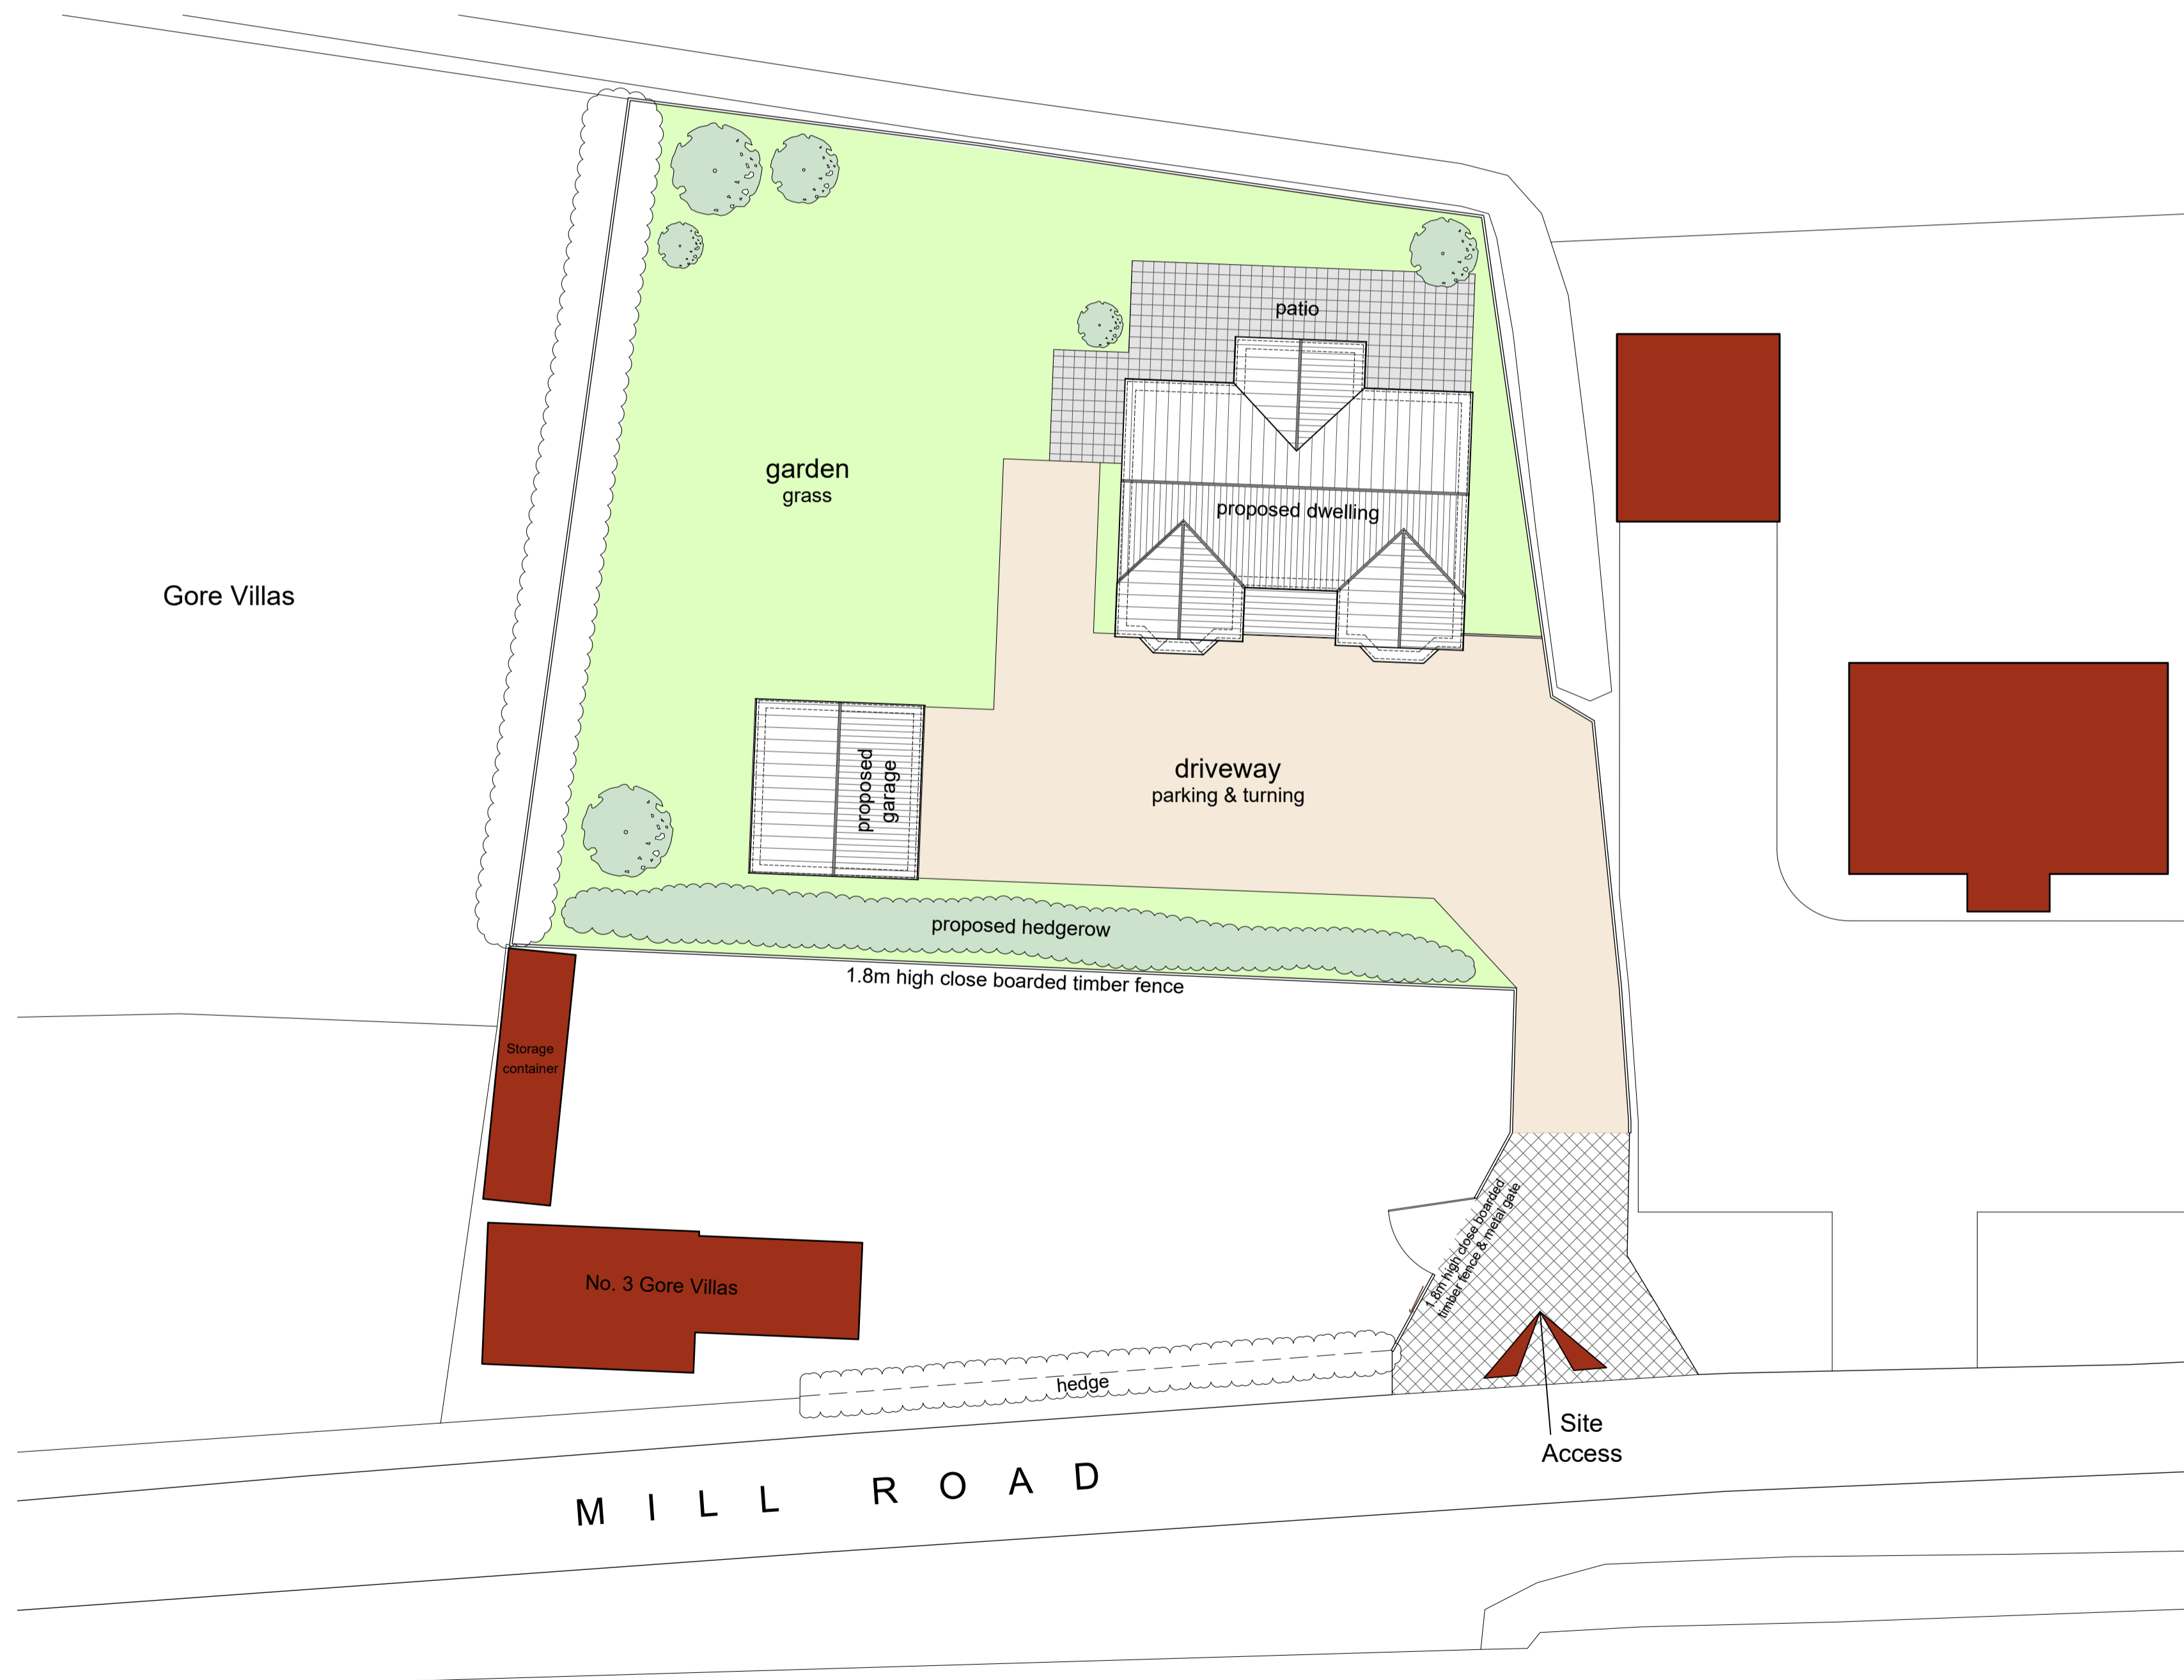 patio
garden
grass
proposed dwelling
Gore Villas
proposed
garage
driveway
parking & turning
proposed hedgerow
1.8m high close boarded timber fence
Storage
container
1.8m high close boarded
timber fence & metal gate
No. 3 Gore Villas
hedge
Site
Access
MILL ROAD